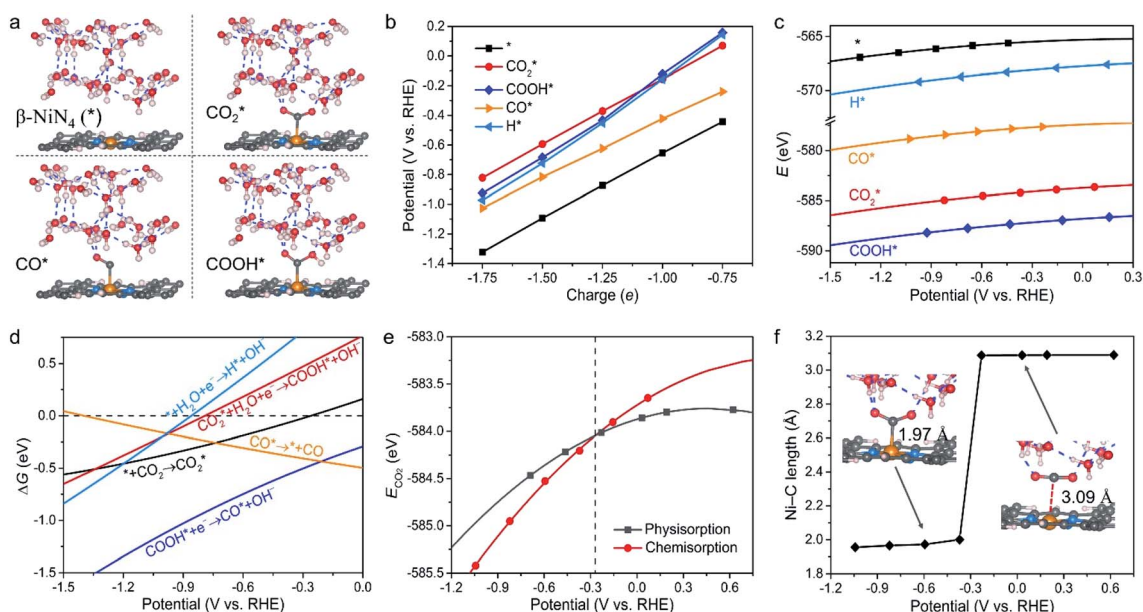 a
β-NiN₄ (*)
CO₂*
CO*
COOH*
b
Potential (V vs. RHE)
0.2
0.0
-0.2
-0.4
-0.6
-0.8
-1.0
-1.2
-1.4
*
CO₂*
COOH*
CO*
H*
-1.75
-1.50
-1.25
-1.00
-0.75
Charge (e)
c
E (eV)
-565
-570
-580
-585
-590
*
H*
CO*
CO₂*
COOH*
-1.5
-1.2
-0.9
-0.6
-0.3
0.0
0.3
Potential (V vs. RHE)
d
ΔG (eV)
0.5
0.0
-0.5
-1.0
-1.5
*+H₂O+e⁻→H*+OH⁻
CO₂*+H₂O+e⁻→COOH*+OH⁻
CO*→*+CO
*+CO₂→CO₂*
COOH*+e⁻→CO*+OH⁻
-1.5
-1.2
-0.9
-0.6
-0.3
0.0
Potential (V vs. RHE)
e
E_CO₂ (eV)
-583.0
-583.5
-584.0
-584.5
-585.0
-585.5
Physisorption
Chemisorption
-1.2
-0.9
-0.6
-0.3
0.0
0.3
0.6
Potential (V vs. RHE)
f
Ni–C length (Å)
3.2
3.0
2.8
2.6
2.4
2.2
2.0
1.8
1.97 Å
3.09 Å
-1.2
-0.9
-0.6
-0.3
0.0
0.3
0.6
Potential (V vs. RHE)